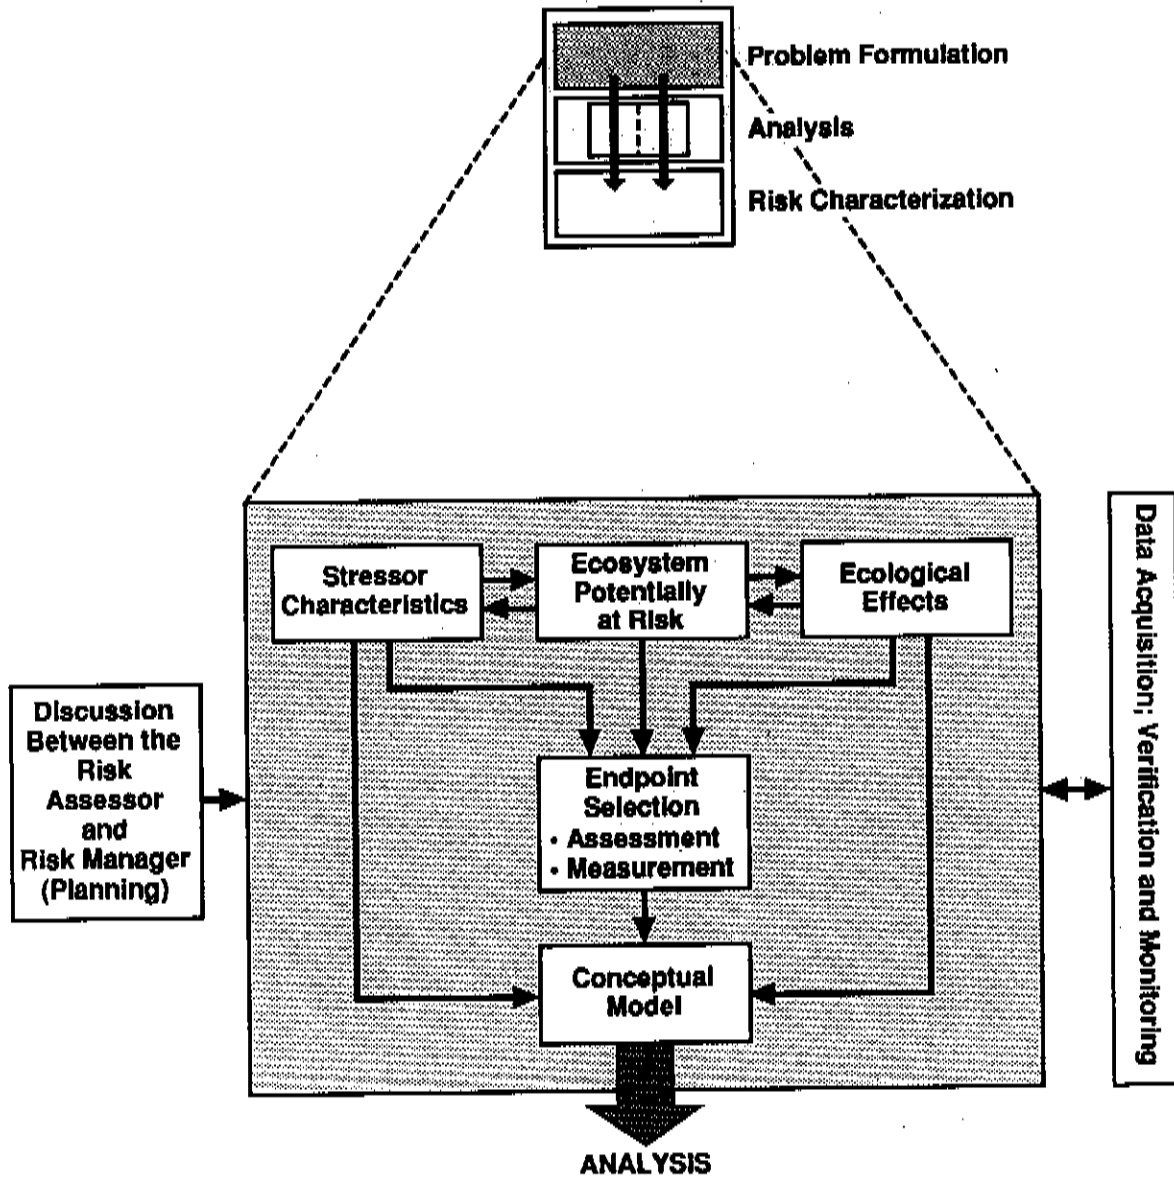 Problem Formulation
Analysis
Risk Characterization
Stressor
Characteristics
Ecosystem
Potentially
at Risk
Ecological
Effects
Discussion
Between the
Risk
Assessor
and
Risk Manager
(Planning)
Endpoint
Selection
• Assessment
• Measurement
Conceptual
Model
Data Acquisition; Verification and Monitoring
ANALYSIS